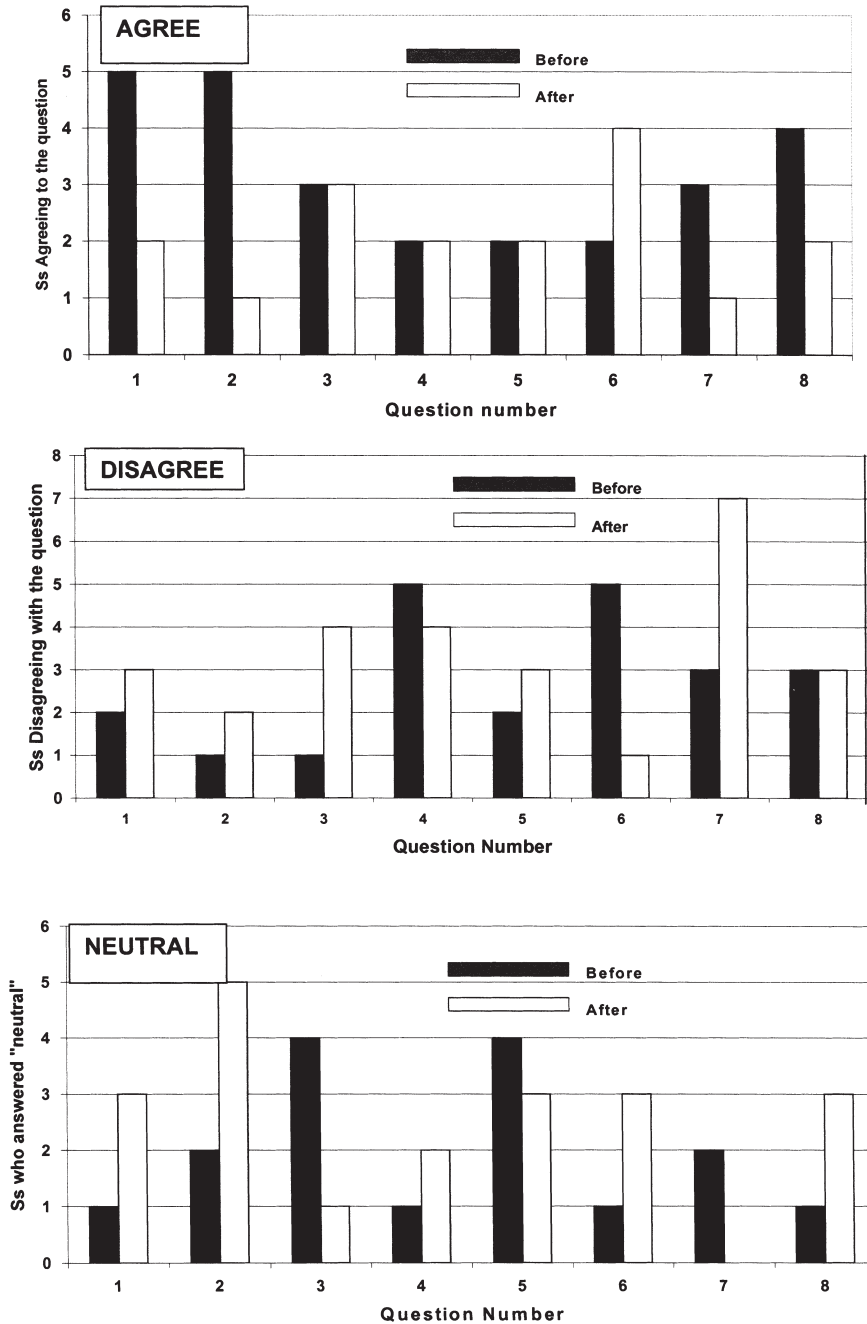 AGREE
Before
After
Ss Agreeing to the question
6
5
4
3
2
1
0
1 2 3 4 5 6 7 8
Question number
DISAGREE
Before
After
Ss Disagreeing with the question
8
7
6
5
4
3
2
1
0
1 2 3 4 5 6 7 8
Question Number
NEUTRAL
Before
After
Ss who answered "neutral"
6
5
4
3
2
1
0
1 2 3 4 5 6 7 8
Question Number